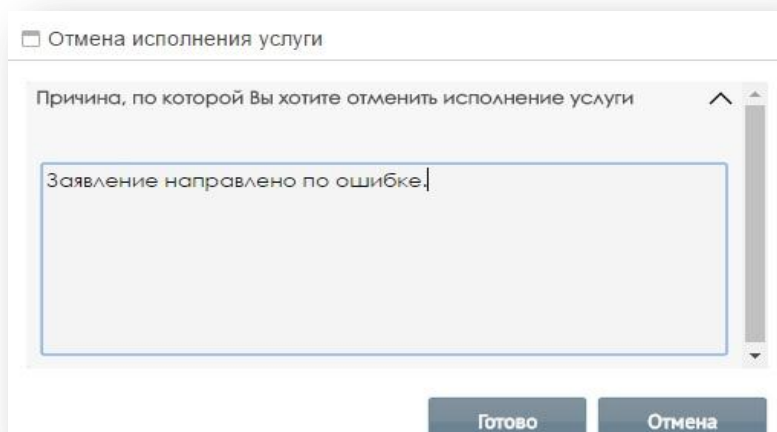 Отмена исполнения услуги
Причина, по которой Вы хотите отменить исполнение услуги
Заявление направлено по ошибке.
Готово Отмена